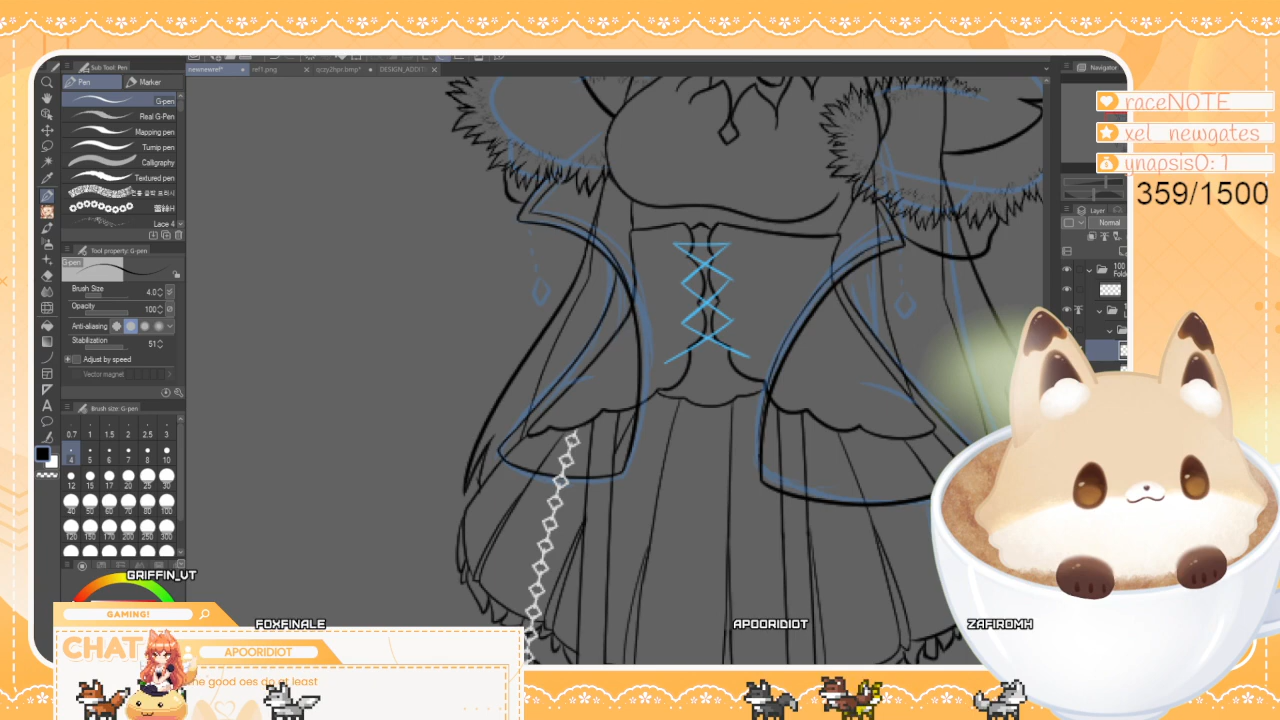 Sub Tool: Pen
Pen
Marker
G-pen
Real G-Pen
Mapping pen
Turnip pen
Calligraphy
Textured pen
Lace 4
Tool property: G-pen
G-pen
Brush Size 4.0
Opacity 100
Anti-aliasing
Stabilization 51
Adjust by speed
Vector magnet
Brush size: G-pen
0.7 1 1.5 2 2.5 3
4 5 6 7 8 10
12 15 17 20 25 30
40 50 60 70 80 100
120 150 170 200 250 300
newnewref*
ref1.png
qczy2hpr.bmp*
DESIGN_ADDIT
Navigator
Layer
Normal
100
raceNOTE
xel_newgates
ynapsis0: 1
359/1500
GRIFFIN_VT
FOXFINALE
APOORIDIOT
ZAFIROMH
GAMING!
CHAT
APOORIDIOT
he good oes do at least